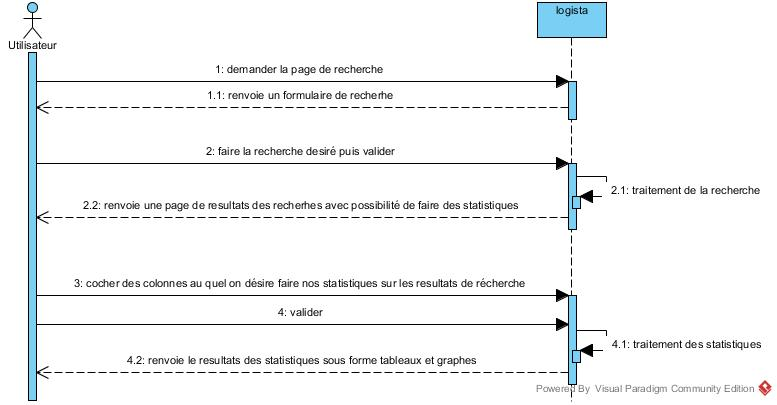 logista
Utilisateur
1: demander la page de recherche
1.1: renvoie un formulaire de recherhe
2: faire la recherche desiré puis valider
2.1: traitement de la recherche
2.2: renvoie une page de resultats des recherhes avec possibilité de faire des statistiques
3: cocher des colonnes au quel on désire faire nos statistiques sur les resultats de récherche
4: valider
4.1: traitement des statistiques
4.2: renvoie le resultats des statistiques sous forme tableaux et graphes
Powered By Visual Paradigm Community Edition